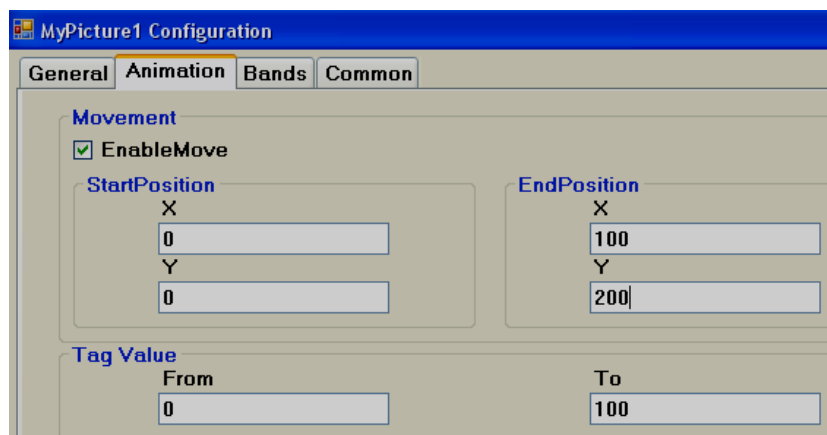 MyPicture1 Configuration
General Animation Bands Common
Movement
EnableMove
StartPosition EndPosition
X X
0 100
Y Y
0 200
Tag Value
From To
0 100